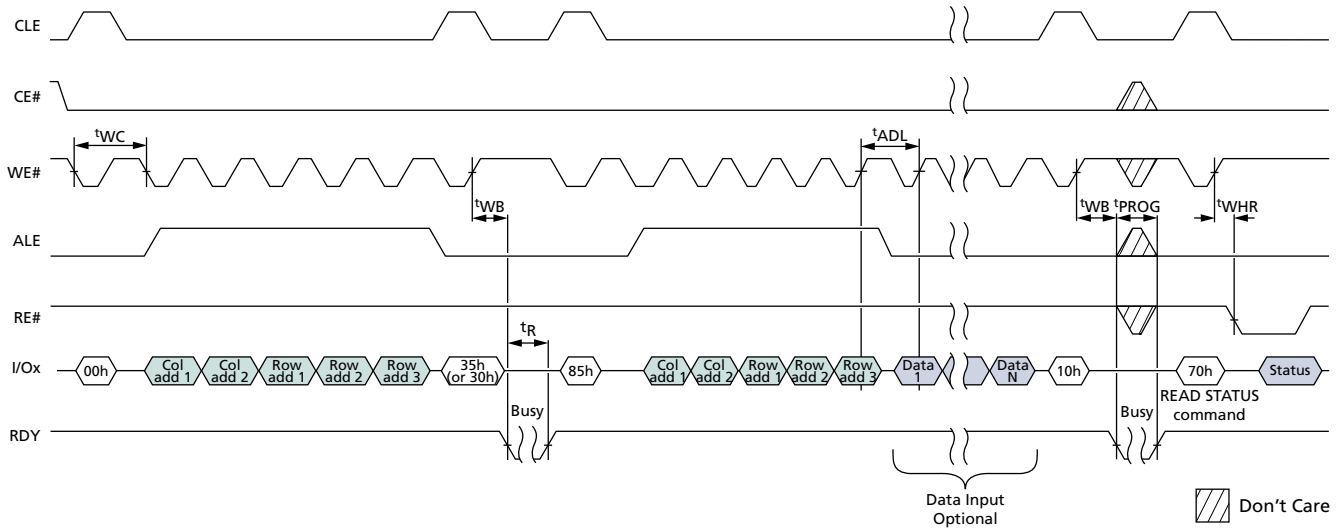 CLE
CE#
tWC
tADL
WE#
tWB
tWB
tPROG
tWHR
ALE
RE#
tR
I/Ox
00h
Col add 1
Col add 2
Row add 1
Row add 2
Row add 3
35h (or 30h)
85h
Col add 1
Col add 2
Row add 1
Row add 2
Row add 3
Data 1
Data N
10h
70h
Status
READ STATUS command
Busy
Busy
RDY
Data Input
Optional
Don't Care